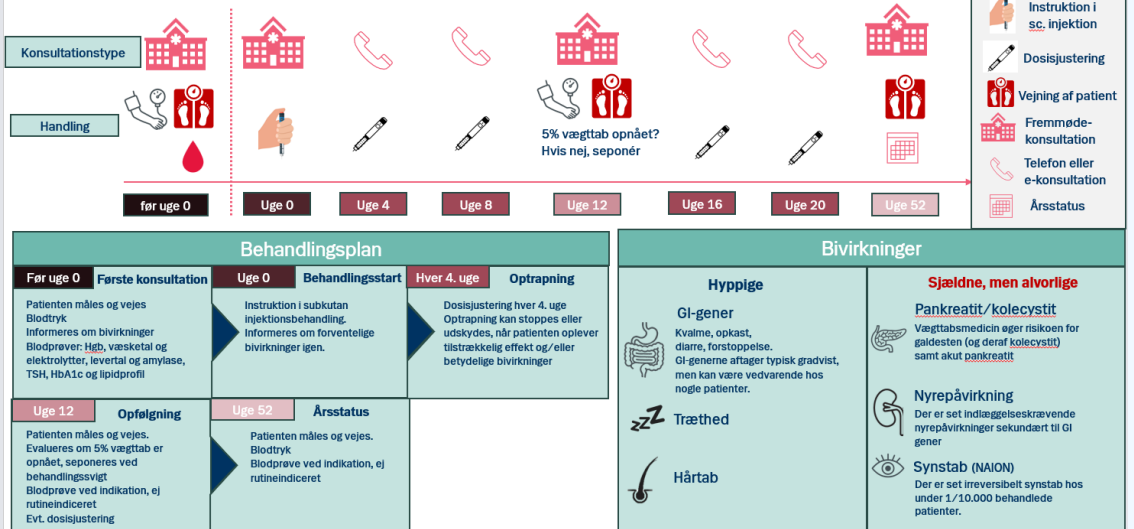 Konsultationstype
Handling
5% vægttab opnået?
Hvis nej, seponér
før uge 0
Uge 0
Uge 4
Uge 8
Uge 12
Uge 16
Uge 20
Uge 52
Instruktion i
sc. injektion
Dosisjustering
Vejning af patient
Fremmøde-
konsultation
Telefon eller
e-konsultation
Årsstatus
Behandlingsplan
Før uge 0
Første konsultation
Patienten måles og vejes
Blodtryk
Informeres om bivirkninger
Blodprøver: Hgb, væsketal og
elektrolytter, levertal og amylase,
TSH, HbA1c og lipidprofil
Uge 0
Behandlingsstart
Instruktion i subkutan
injektionsbehandling.
Informeres om forventelige
bivirkninger igen.
Hver 4. uge
Optrapning
Dosisjustering hver 4. uge
Optrapning kan stoppes eller
udskydes, når patienten oplever
tilstrækkelig effekt og/eller
betydelige bivirkninger
Uge 12
Opfølgning
Patienten måles og vejes.
Evalueres om 5% vægttab er
opnået, seponeres ved
behandlingssvigt
Blodprøve ved indikation, ej
rutineindiceret
Evt. dosisjustering
Uge 52
Årsstatus
Patienten måles og vejes.
Blodtryk
Blodprøve ved indikation, ej
rutineindiceret
Bivirkninger
Hyppige
GI-gener
Kvalme, opkast,
diarre, forstoppelse.
GI-generne aftager typisk gradvist,
men kan være vedvarende hos
nogle patienter.
Træthed
Hårtab
Sjældne, men alvorlige
Pankreatit/kolecystit
Vægttabsmedicin øger risikoen for
galdesten (og deraf kolecystit)
samt akut pankreatit
Nyrepåvirkning
Der er set indlæggelseskrævende
nyrepåvirkninger sekundært til GI
gener
Synstab (NAION)
Der er set irreversibelt synstab hos
under 1/10.000 behandlede
patienter.